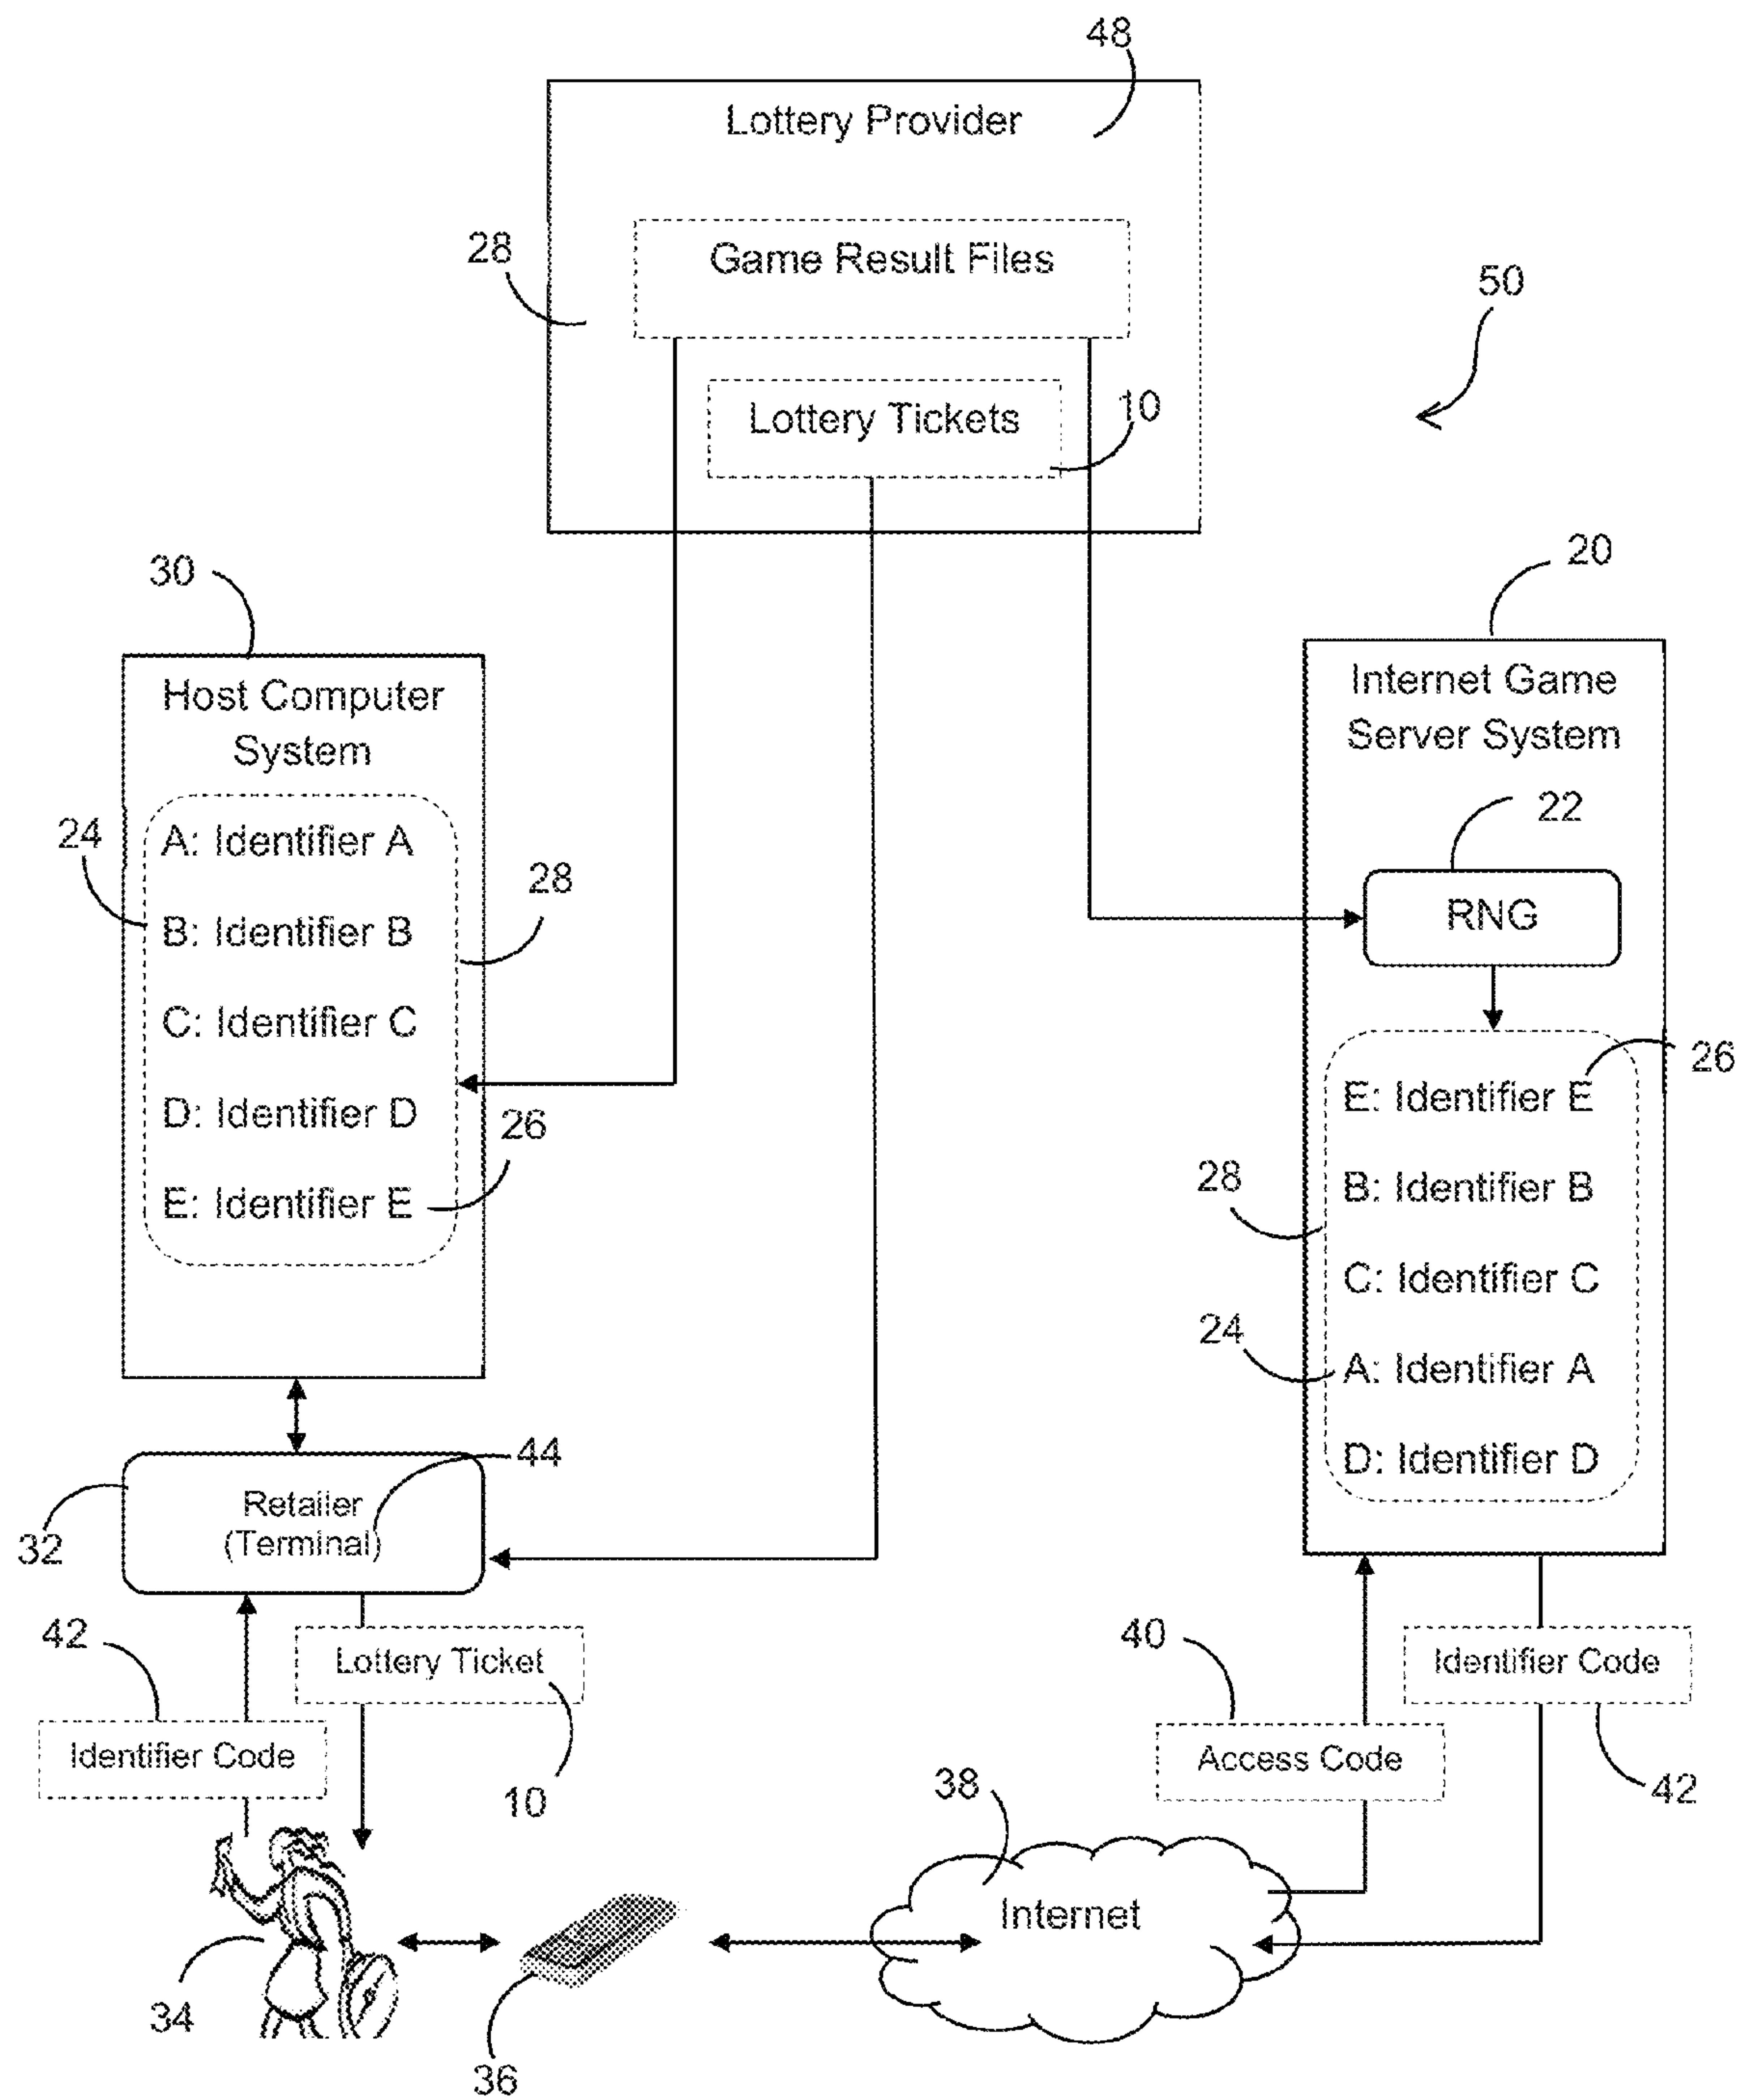 48
Lottery Provider
28
Game Result Files
50
Lottery Tickets
10
30
20
Host Computer
System
Internet Game
Server System
24
A: Identifier A
28
B: Identifier B
C: Identifier C
D: Identifier D
26
E: Identifier E
22
RNG
26
E: Identifier E
28
B: Identifier B
C: Identifier C
24
A: Identifier A
D: Identifier D
44
Retailer
(Terminal)
32
42
Lottery Ticket
Identifier Code
10
40
Identifier Code
Access Code
42
38
Internet
34
36